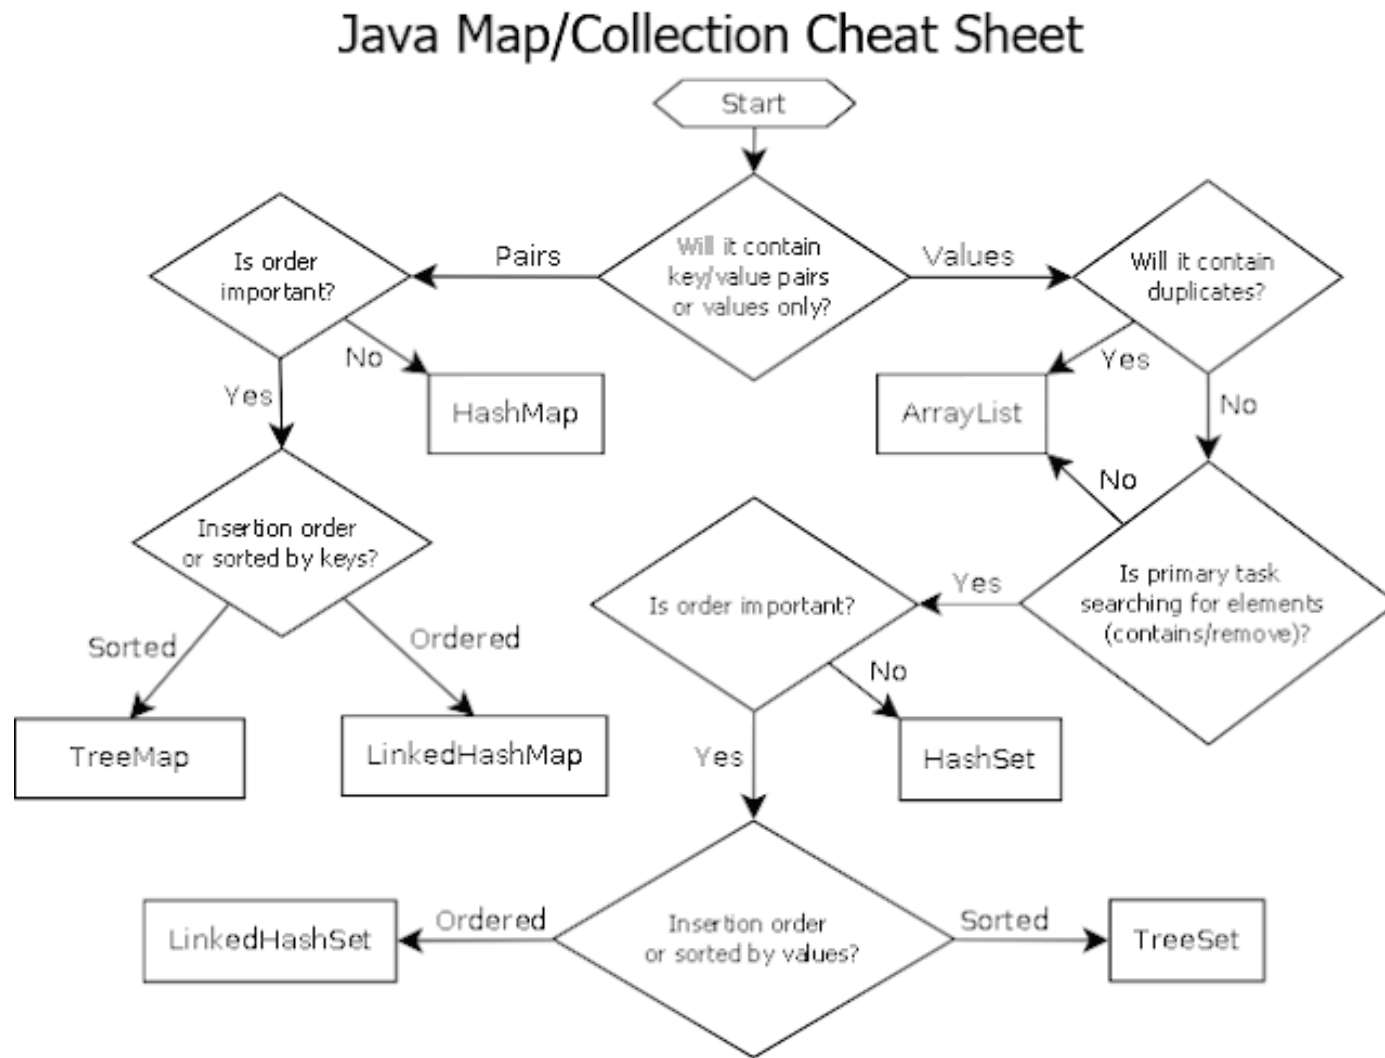 Java Map/Collection Cheat Sheet
Start
Will it contain
key/value pairs
or values only?
Pairs
Values
Is order
important?
No
HashMap
Yes
Insertion order
or sorted by keys?
Sorted
Ordered
TreeMap
LinkedHashMap
Will it contain
duplicates?
Yes
ArrayList
No
No
Is primary task
searching for elements
(contains/remove)?
Yes
Is order important?
No
HashSet
Yes
Insertion order
or sorted by values?
Ordered
LinkedHashSet
Sorted
TreeSet